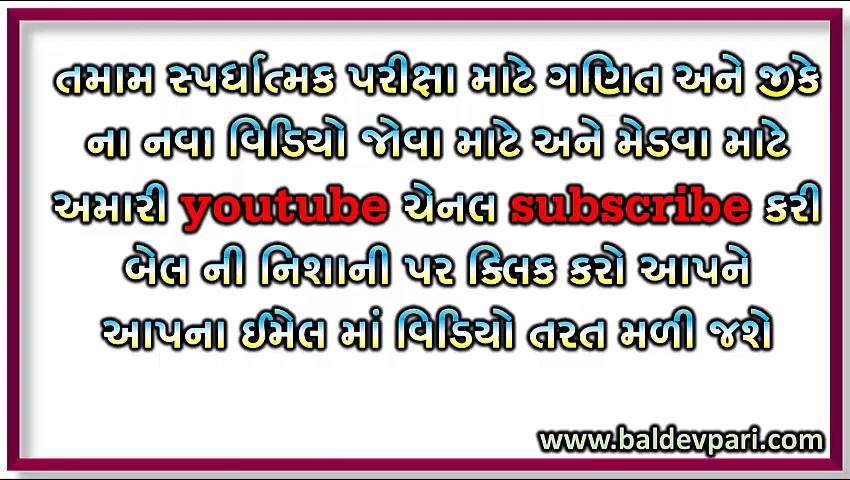 તમામ સ્પર્ધાત્મક પરીક્ષા માટે ગણિત અને જીકે
ના નવા વિડિયો જોવા માટે અને મેડવા માટે
અમારી youtube ચેનલ subscribe કરી
બેલ ની નિશાની પર ક્લિક કરો આપને
આપના ઈમેલ માં વિડિયો તરત મળી જશે
www.baldevpari.com